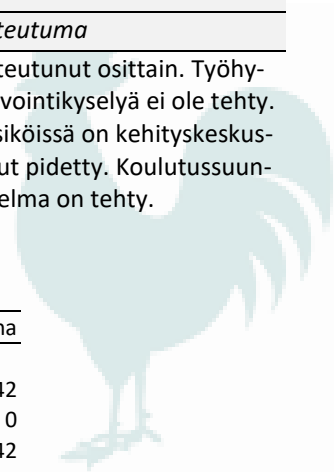 teutuma
teutunut osittain. Työhy-
vointikyselyä ei ole tehty.
siköissä on kehityskeskus-
ut pidetty. Koulutussuun-
elma on tehty.
na
42
0
42